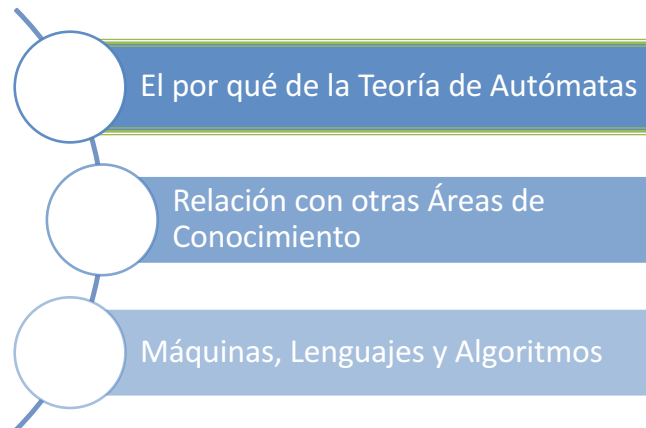 El por qué de la Teoría de Autómatas
Relación con otras Áreas de
Conocimiento
Máquinas, Lenguajes y Algoritmos